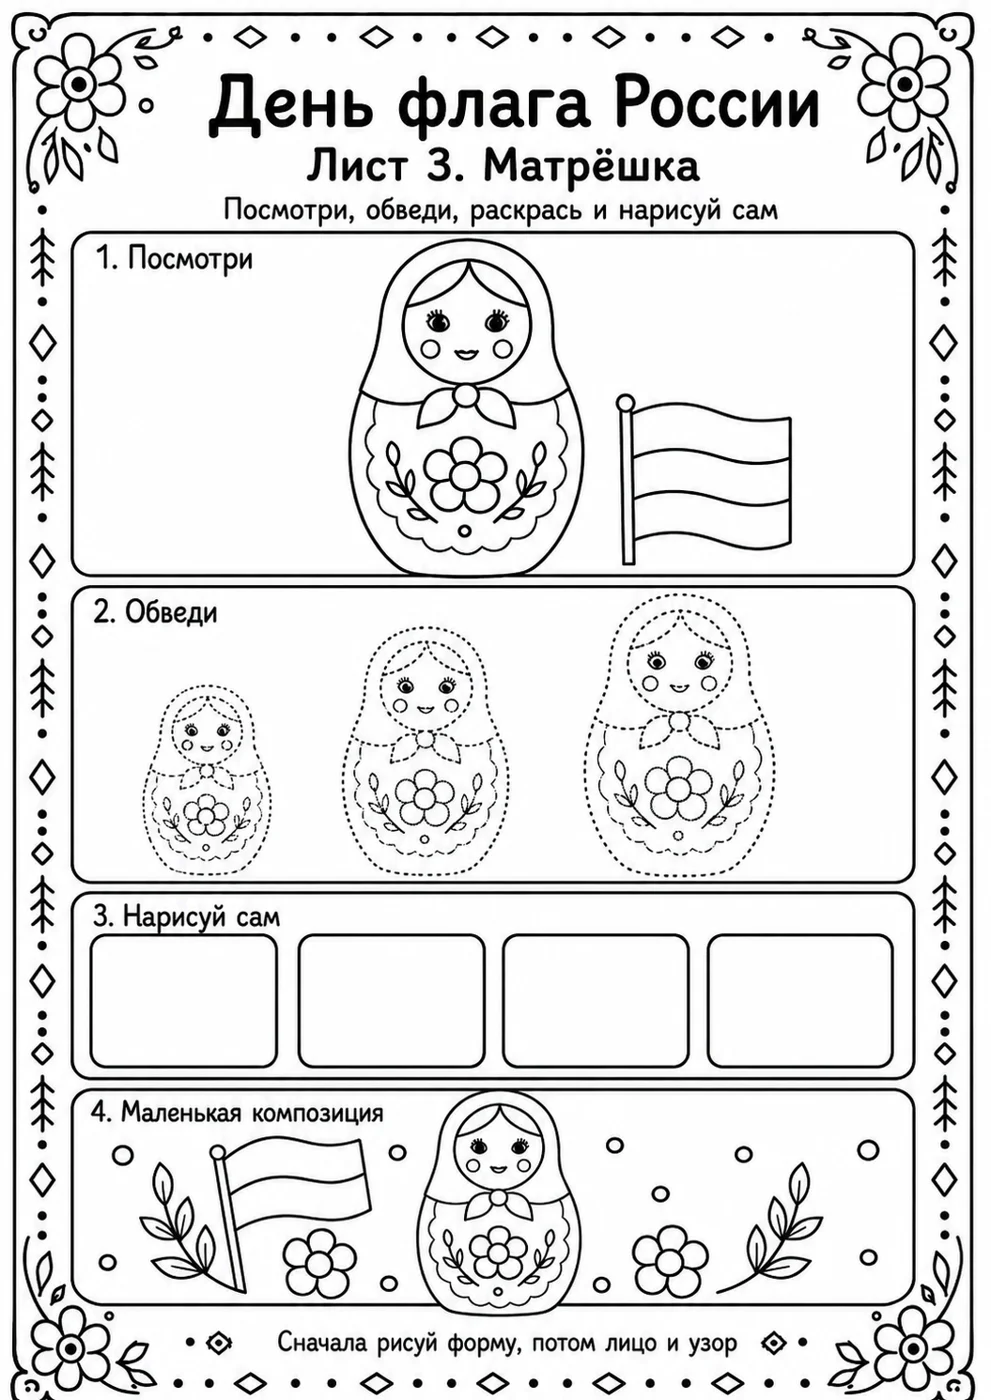 День флага России
Лист 3. Матрёшка
Посмотри, обведи, раскрась и нарисуй сам
1. Посмотри
2. Обведи
3. Нарисуй сам
4. Маленькая композиция
Сначала рисуй форму, потом лицо и узор